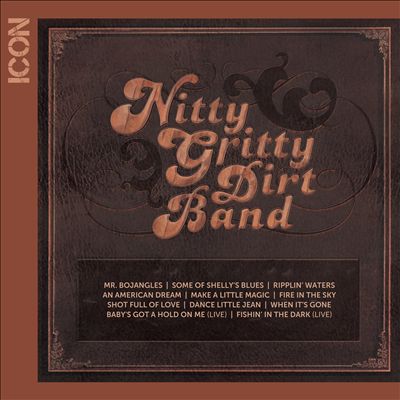 ICON
Nitty
Gritty
Dirt
Band
MR. BOJANGLES | SOME OF SHELLY'S BLUES | RIPPLIN' WATERS
AN AMERICAN DREAM | MAKE A LITTLE MAGIC | FIRE IN THE SKY
SHOT FULL OF LOVE | DANCE LITTLE JEAN | WHEN IT'S GONE
BABY'S GOT A HOLD ON ME (LIVE) | FISHIN' IN THE DARK (LIVE)